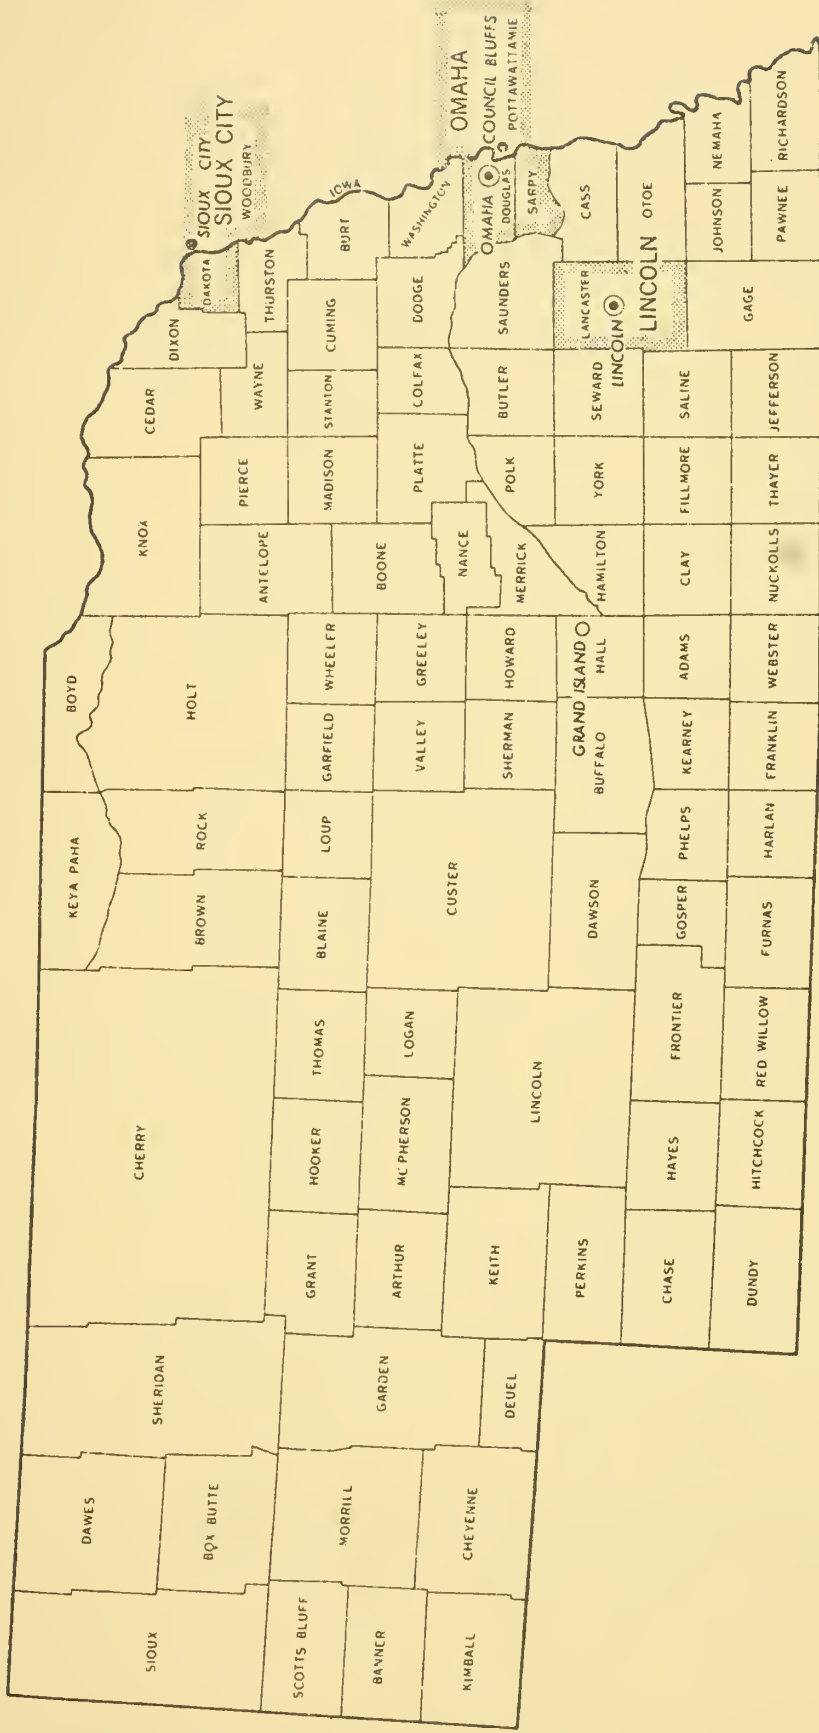 SIOUX CITY
SIOUX CITY
WOODBURY
OMAHA
COUNCIL BLUFFS
POTTAWATTAMIE
IOWA
BOYD
KEYA PAHA
CHERRY
SHERIDAN
DAWES
SIOUX
BOX BUTTE
BROWN
ROCK
HOLT
KNOX
CEDAR
DIXON
DAKOTA
ANTELOPE
PIERCE
WAYNE
THURSTON
SCOTTS BLUFF
BANNER
KIMBALL
MORRILL
CHEYENNE
GARDEN
DEUEL
GRANT
HOOKER
THOMAS
BLAINE
LOUP
GARFIELD
WHEELER
BOONE
MADISON
STANTON
CUMING
BURT
ARTHUR
MCPHERSON
LOGAN
CUSTER
VALLEY
GREELEY
NANCE
PLATTE
COLFAX
DODGE
WASHINGTON
KEITH
LINCOLN
SHERMAN
HOWARD
MERRICK
POLK
BUTLER
SAUNDERS
OMAHA
DOUGLAS
SARPY
PERKINS
DAWSON
BUFFALO
GRAND ISLAND
HALL
HAMILTON
YORK
SEWARD
LANCASTER
LINCOLN
LINCOLN
CASS
OTOE
CHASE
HAYES
FRONTIER
GOSPER
PHELPS
KEARNEY
ADAMS
CLAY
FILLMORE
SALINE
GAGE
JOHNSON
NEMAHA
DUNDY
HITCHCOCK
RED WILLOW
FURNAS
HARLAN
FRANKLIN
WEBSTER
NUCKOLLS
THAYER
JEFFERSON
PAWNEE
RICHARDSON